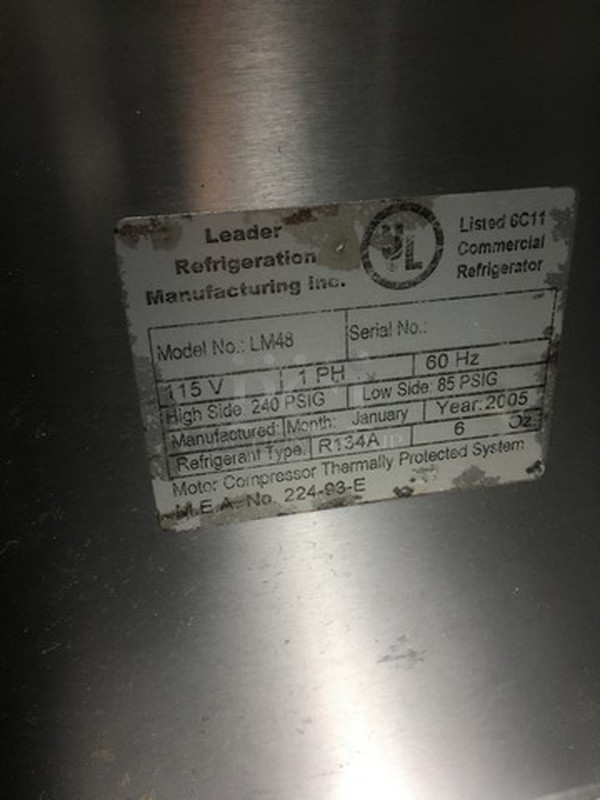 Leader
Refrigeration
Manufacturing Inc.
UL
Listed 6C11
Commercial
Refrigerator
Model No.: LM48 Serial No.:
115 V 1 PH 60 Hz
High Side: 240 PSIG Low Side: 85 PSIG
Manufactured: Month: January Year: 2005
Refrigerant Type: R134A 6 Oz
Motor Compressor Thermally Protected System
M.E.A. No. 224-93-E